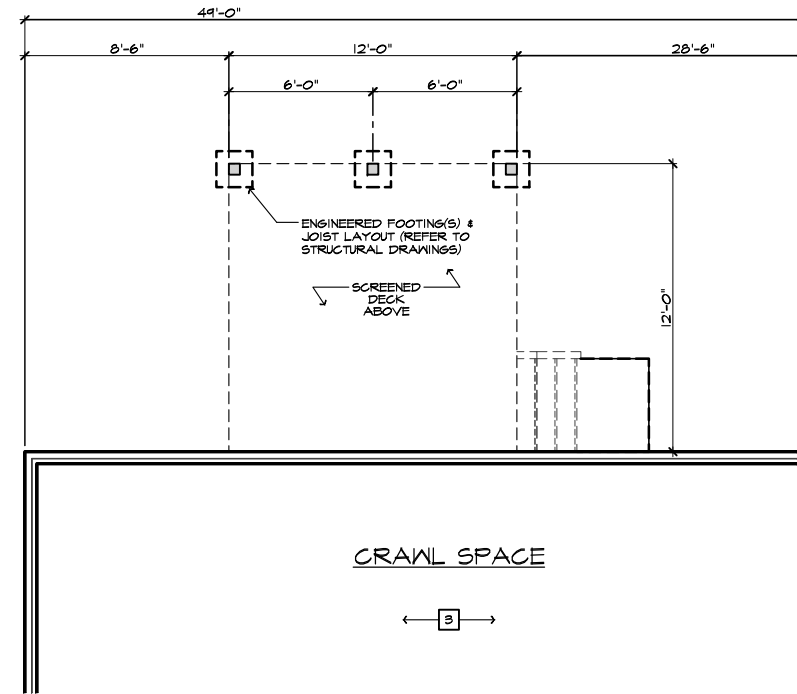 49'-0"
8'-6" 12'-0" 28'-6"
6'-0" 6'-0"
ENGINEERED FOOTING(S) &
JOIST LAYOUT (REFER TO
STRUCTURAL DRAWINGS)
SCREENED
DECK
ABOVE
12'-0"
CRAWL SPACE
3